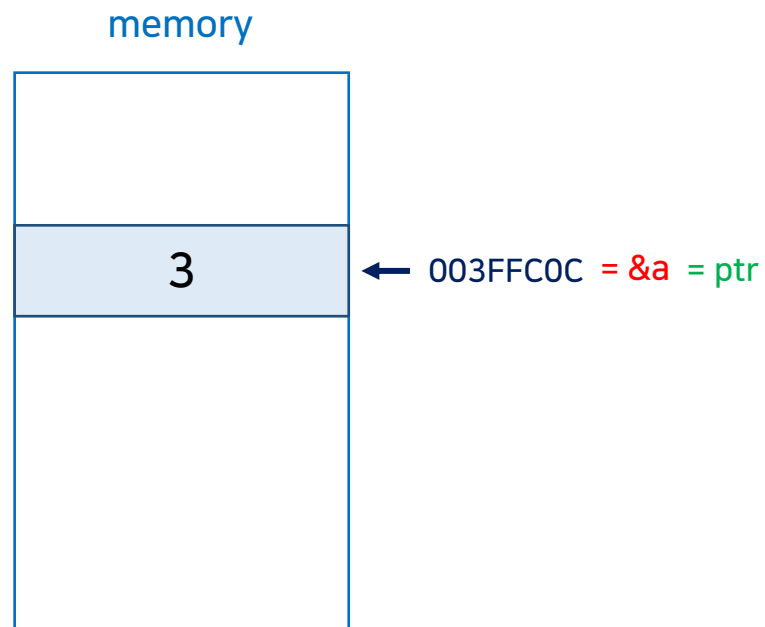 memory
3
003FFC0C = &a = ptr